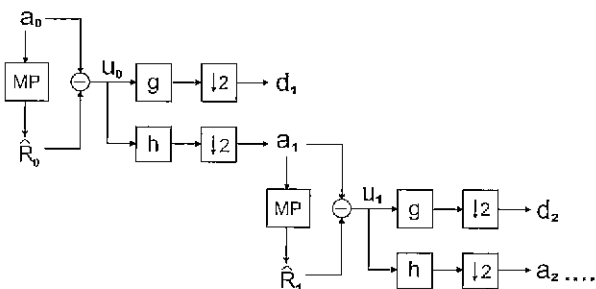 a₀
MP
R̂₀
u₀
g
↓2
d₁
h
↓2
a₁
MP
R̂₁
u₁
g
↓2
d₂
h
↓2
a₂....